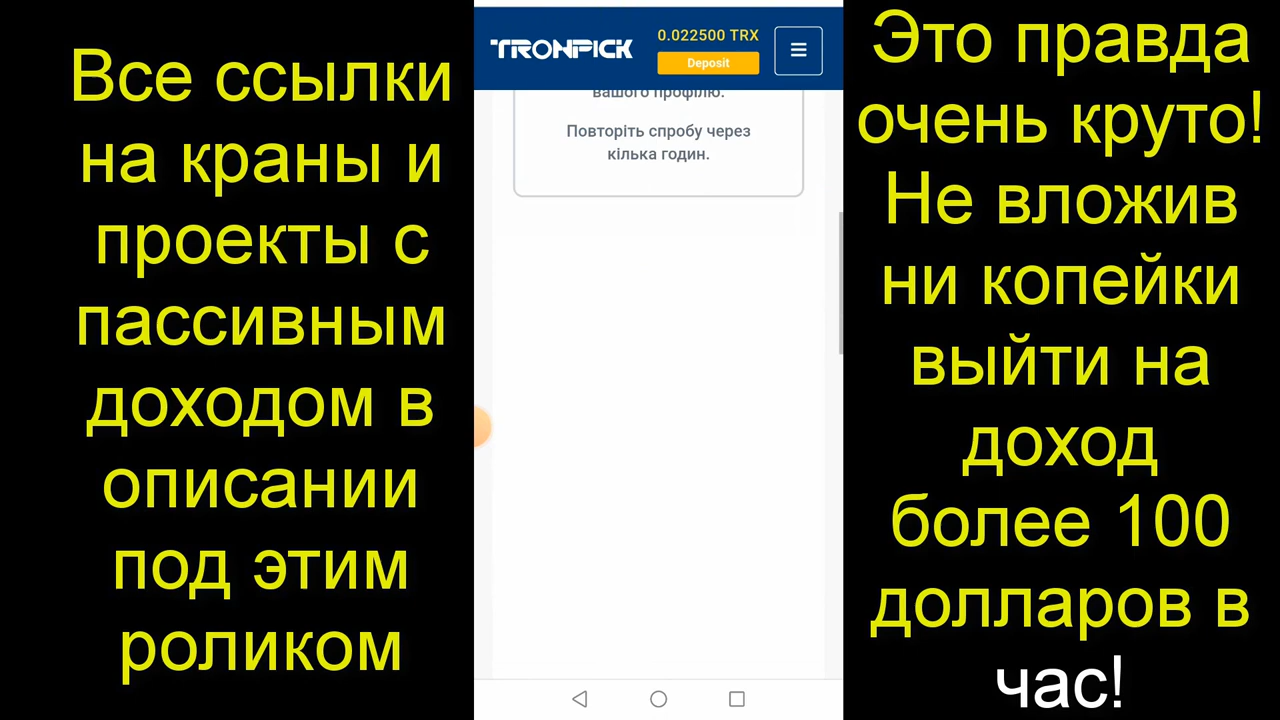 Все ссылки
на краны и
проекты с
пассивным
доходом в
описании
под этим
роликом
TRONPICK
0.022500 TRX
Deposit
вашого профілю.
Повторіть спробу через
кілька годин.
Это правда
очень круто!
Не вложив
ни копейки
выйти на
доход
более 100
долларов в
час!